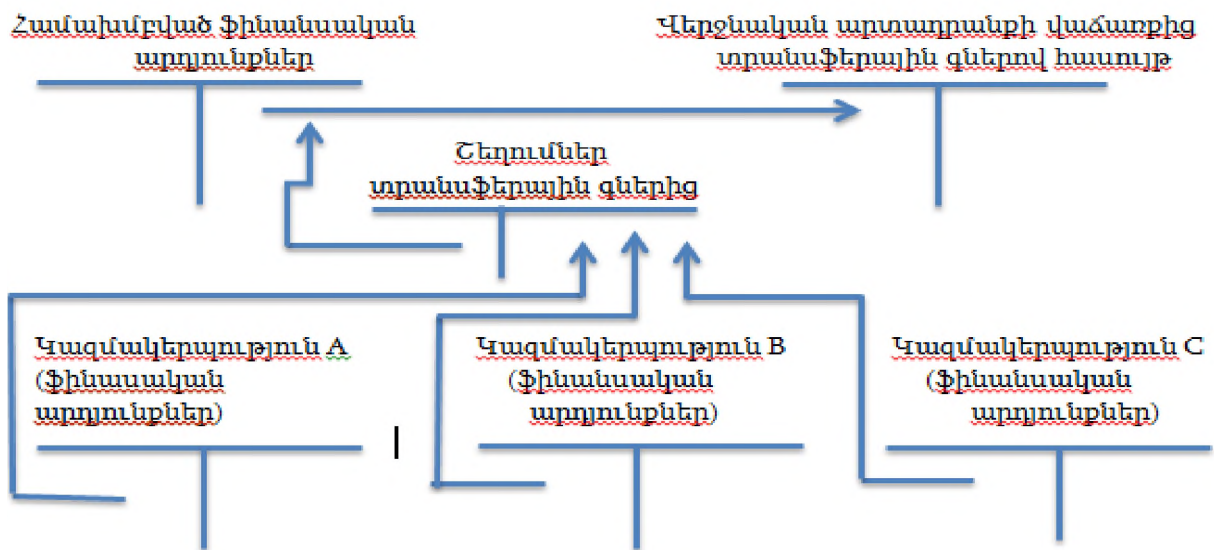 Համախմբված ֆինանսական
արդյունքներ
Վերջնական արտադրանքի վաճառքից
տրանսֆերային գներով հասույթ
Շեղումներ
տրանսֆերային գներից
Կազմակերպություն A
(ֆինասական
արդյունքներ)
Կազմակերպություն B
(ֆինանսական
արդյունքներ)
Կազմակերպություն C
(ֆինանսական
արդյունքներ)